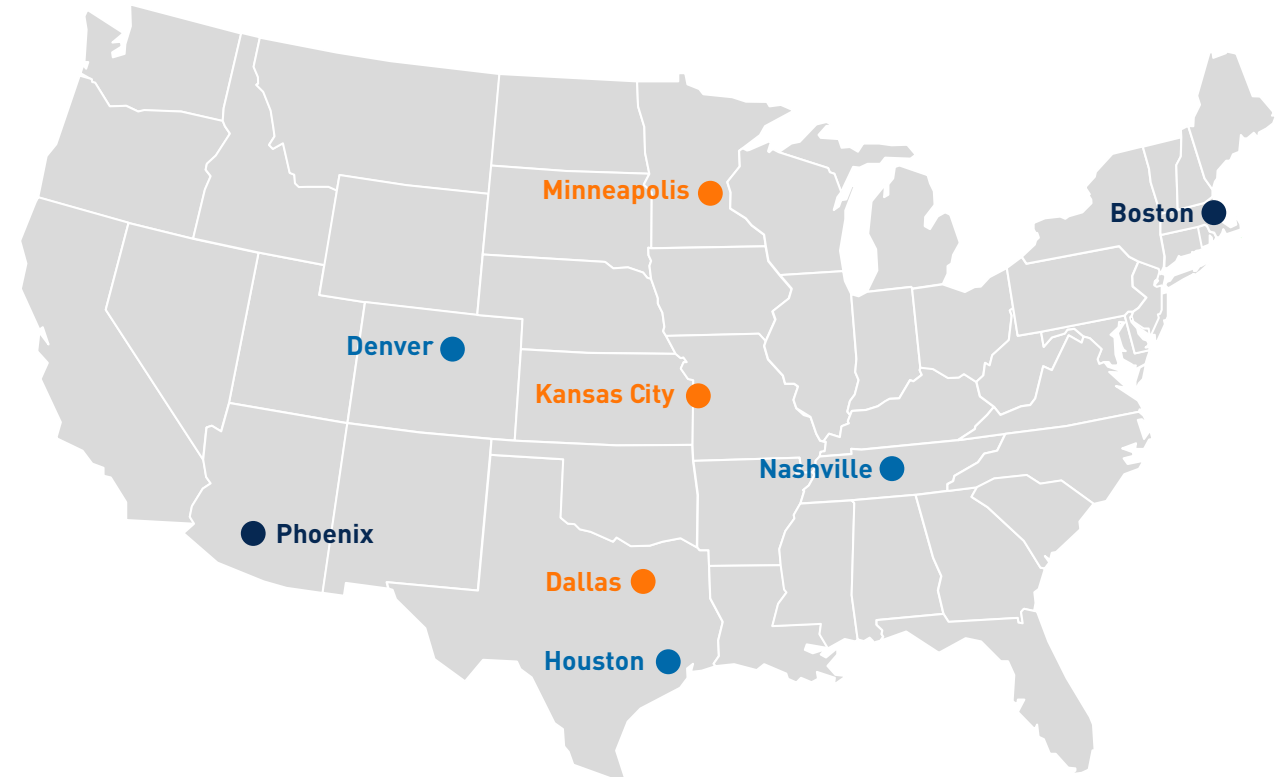 Minneapolis
Boston
Denver
Kansas City
Nashville
Phoenix
Dallas
Houston